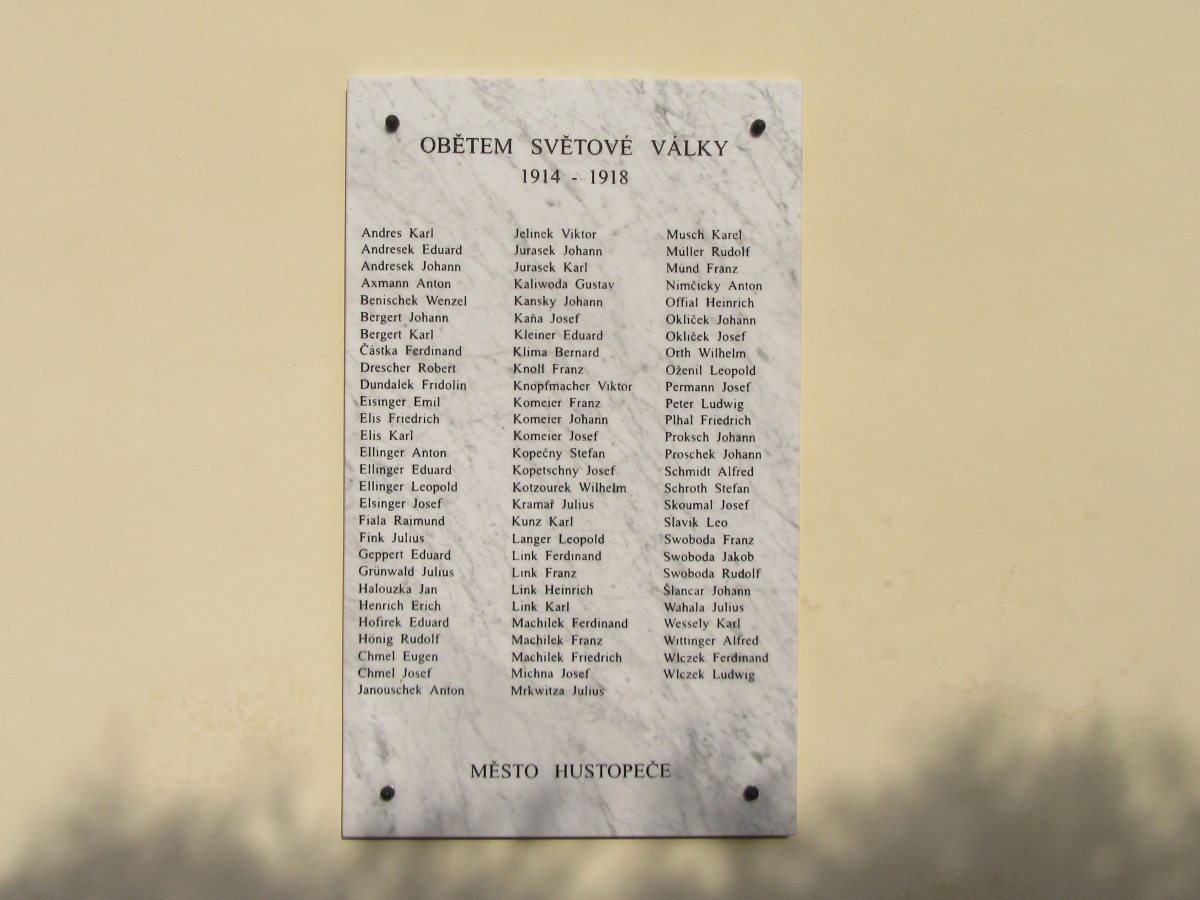 OBĚTEM SVĚTOVÉ VÁLKY
1914 - 1918
Andres Karl
Andresek Eduard
Andresek Johann
Axmann Anton
Benischek Wenzel
Bergert Johann
Bergert Karl
Částka Ferdinand
Drescher Robert
Dundalek Fridolin
Eisinger Emil
Elis Friedrich
Elis Karl
Ellinger Anton
Ellinger Eduard
Ellinger Leopold
Elsinger Josef
Fiala Raimund
Fink Julius
Geppert Eduard
Grünwald Julius
Halouzka Jan
Henrich Erich
Hofirek Eduard
Hönig Rudolf
Chmel Eugen
Chmel Josef
Janouschek Anton
Jelinek Viktor
Jurasek Johann
Jurasek Karl
Kaliwoda Gustav
Kansky Johann
Kaňa Josef
Kleiner Eduard
Klima Bernard
Knoll Franz
Knopfmacher Viktor
Komeier Franz
Komeier Johann
Komeier Josef
Kopečny Stefan
Kopetschny Josef
Kotzourek Wilhelm
Kramař Julius
Kunz Karl
Langer Leopold
Link Ferdinand
Link Franz
Link Heinrich
Link Karl
Machilek Ferdinand
Machilek Franz
Machilek Friedrich
Michna Josef
Mrkwitza Julius
Musch Karel
Müller Rudolf
Münd Franz
Nimčicky Anton
Offial Heinrich
Okliček Johann
Okliček Josef
Orth Wilhelm
Oženil Leopold
Permann Josef
Peter Ludwig
Plhal Friedrich
Proksch Johann
Proschek Johann
Schmidt Alfred
Schroth Stefan
Skoumal Josef
Slavik Leo
Swoboda Franz
Swoboda Jakob
Swoboda Rudolf
Šlancar Johann
Wahala Julius
Wessely Karl
Wittinger Alfred
Wlczek Ferdinand
Wlczek Ludwig
MĚSTO HUSTOPEČE